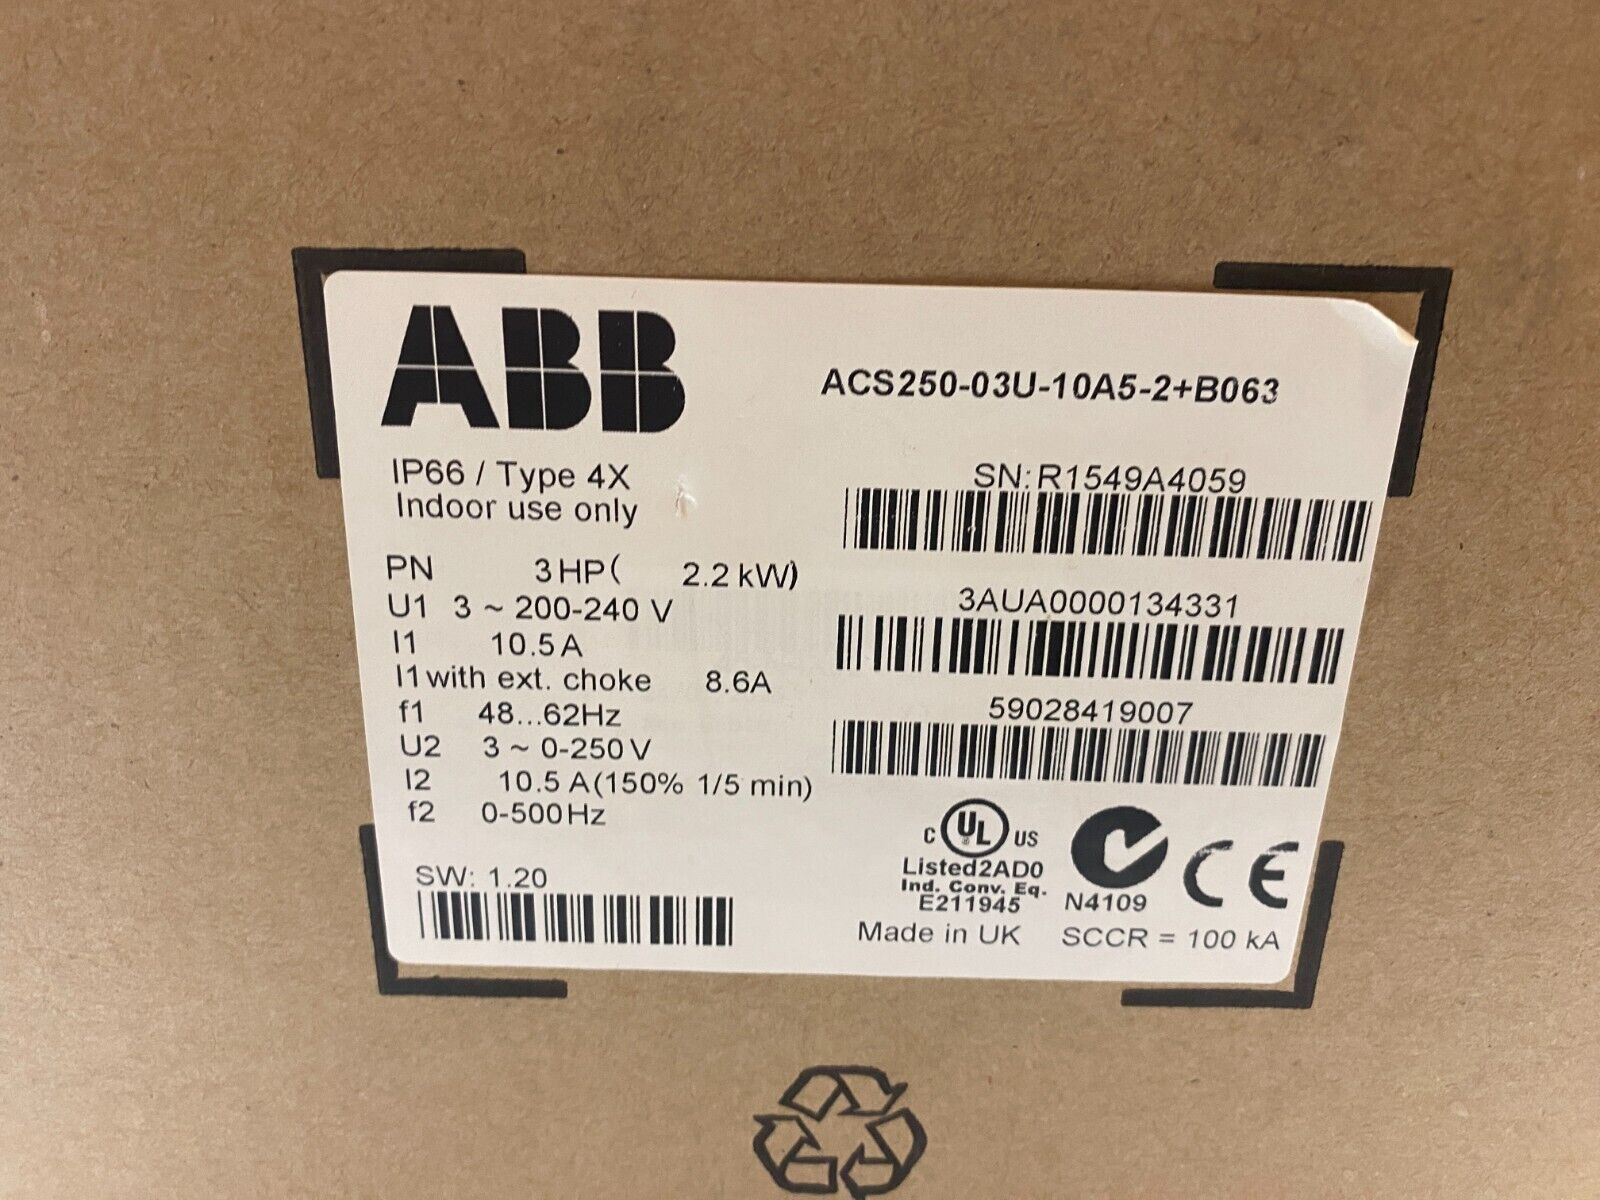 ABB
ACS250-03U-10A5-2+B063
IP66 / Type 4X
Indoor use only
SN: R1549A4059
PN 3 HP ( 2.2 kW)
U1 3 ~ 200-240 V
I1 10.5 A
I1 with ext. choke 8.6A
f1 48...62Hz
U2 3 ~ 0-250 V
I2 10.5 A (150% 1/5 min)
f2 0-500 Hz
3AUA0000134331
59028419007
SW: 1.20
C UL US
Listed2AD0
Ind. Conv. Eq.
E211945
N4109
CE
Made in UK SCCR = 100 kA